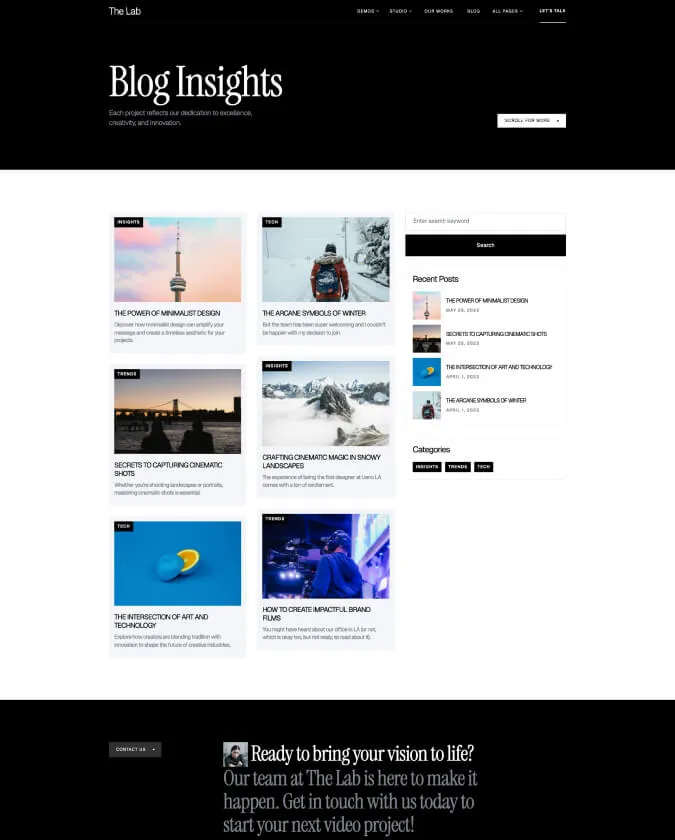 The Lab
DEMOS
STUDIO
OUR WORKS
BLOG
ALL PAGES
LET'S TALK
Blog Insights
Each project reflects our dedication to excellence,
creativity, and innovation.
SCROLL FOR MORE
INSIGHTS
THE POWER OF MINIMALIST DESIGN
Discover how minimalist design can amplify your
message and create a timeless aesthetic for your
projects.
TRENDS
SECRETS TO CAPTURING CINEMATIC
SHOTS
Whether you're shooting landscapes or portraits,
mastering cinematic shots is essential.
TECH
THE INTERSECTION OF ART AND
TECHNOLOGY
Explore how creators are blending tradition with
innovation to shape the future of creative industries.
TECH
THE ARCANE SYMBOLS OF WINTER
But the team has been super welcoming and I couldn't
be happier with my decision to join.
INSIGHTS
CRAFTING CINEMATIC MAGIC IN SNOWY
LANDSCAPES
The experience of being the first designer at Ueno LA
comes with a ton of excitement.
TRENDS
HOW TO CREATE IMPACTFUL BRAND
FILMS
You might have heard about our office in LA (or not,
which is okay too, but not really, so read about it).
Enter search keyword
Search
Recent Posts
THE POWER OF MINIMALIST DESIGN
MAY 25, 2022
SECRETS TO CAPTURING CINEMATIC SHOTS
MAY 25, 2022
THE INTERSECTION OF ART AND TECHNOLOGY
APRIL 1, 2022
THE ARCANE SYMBOLS OF WINTER
APRIL 1, 2022
Categories
INSIGHTS
TRENDS
TECH
CONTACT US
Ready to bring your vision to life?
Our team at The Lab is here to make it
happen. Get in touch with us today to
start your next video project!